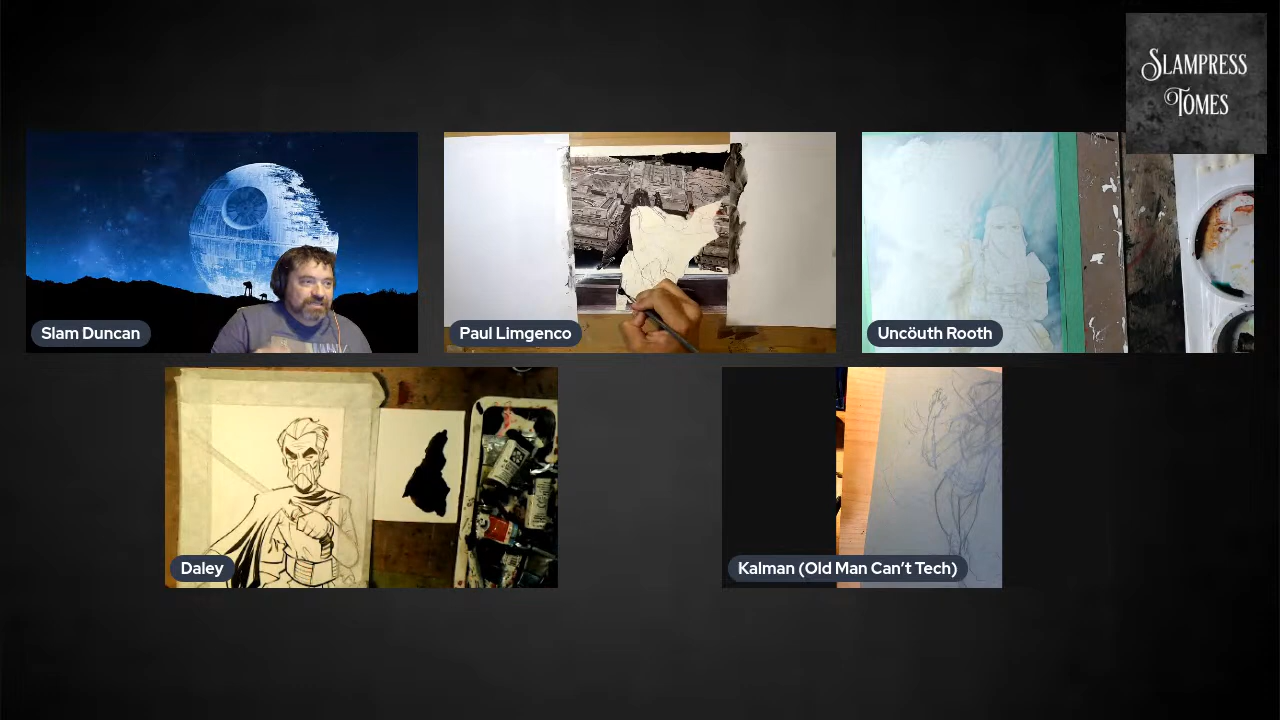 SLAMPRESS
TOMES
Slam Duncan
Paul Limgenco
Uncöuth Rooth
Daley
Kalman (Old Man Can't Tech)